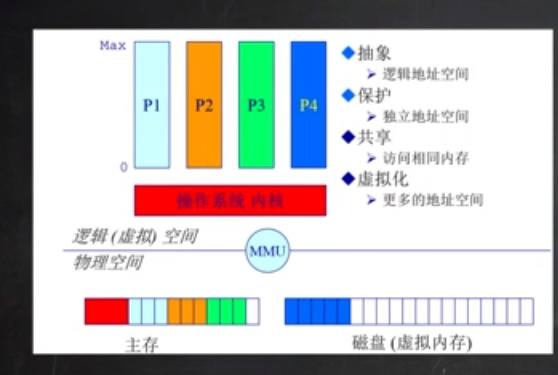 Max
P1
P2
P3
P4
0
操作系统 内核
◆抽象
➢ 逻辑地址空间
◆保护
➢ 独立地址空间
◆共享
➢ 访问相同内存
◆虚拟化
➢ 更多的地址空间
逻辑 (虚拟) 空间
MMU
物理空间
主存
磁盘 (虚拟内存)